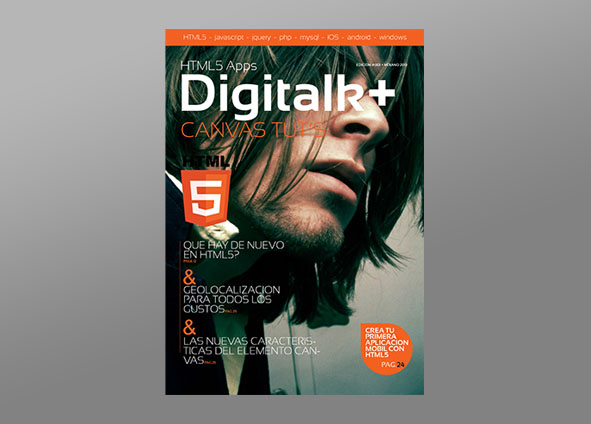 HTML5 - javascript - jquery - php - mysql - IOS - android - windows
HTML5 Apps
Digitalk+
CANVAS TUTS
HTML
5
QUE HAY DE NUEVO
EN HTML5?
&
GEOLOCALIZACION
PARA TODOS LOS
GUSTOS
&
LAS NUEVAS CARACTERIS-
TICAS DEL ELEMENTO CAN-
VAS
CREA TU
PRIMERA
APLICACION
MOBIL CON
HTML5
PAG.24